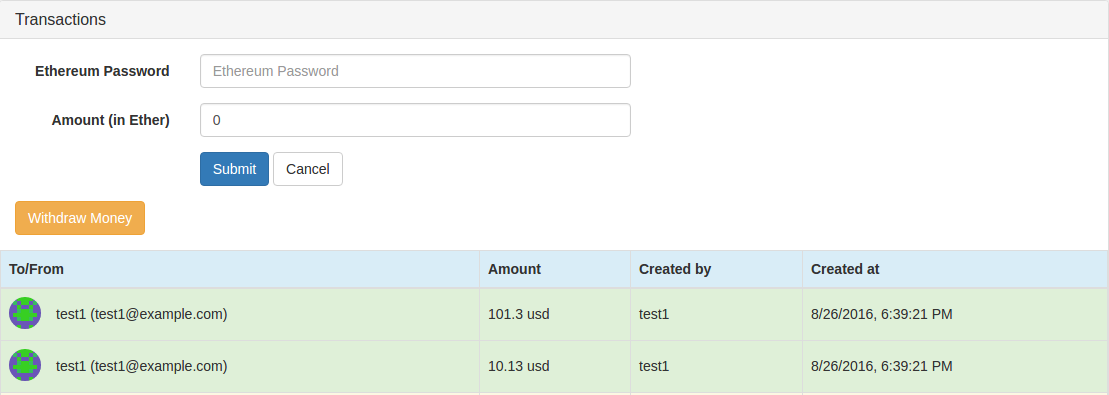 Transactions
Ethereum Password Ethereum Password
Amount (in Ether) 0
Submit Cancel
Withdraw Money
To/From Amount Created by Created at
test1 (test1@example.com) 101.3 usd test1 8/26/2016, 6:39:21 PM
test1 (test1@example.com) 10.13 usd test1 8/26/2016, 6:39:21 PM